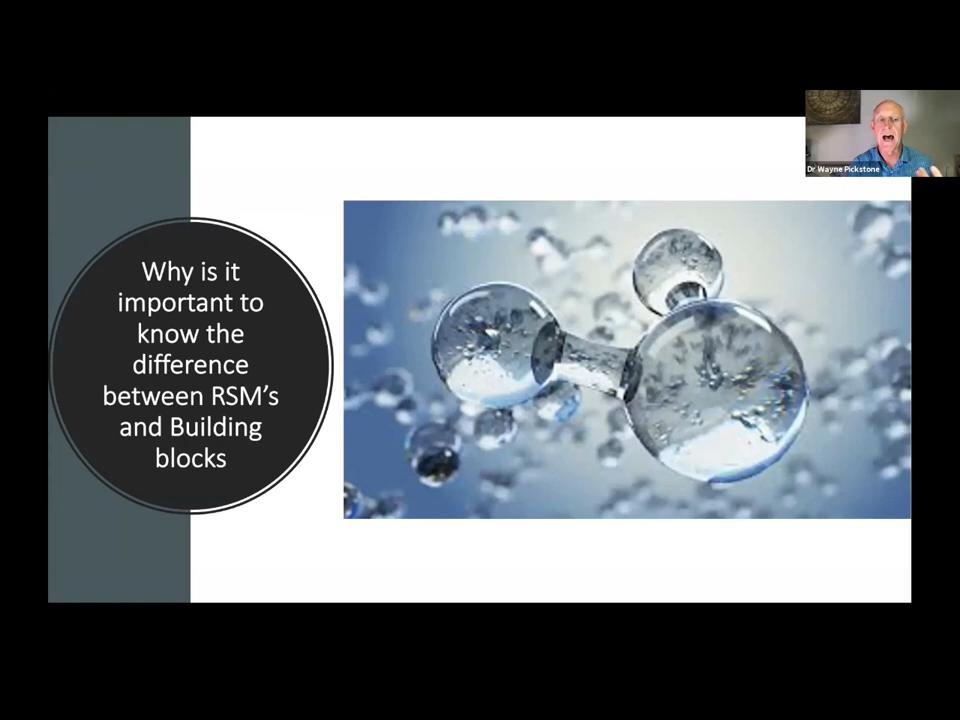 Why is it
important to
know the
difference
between RSM's
and Building
blocks
Dr Wayne Pickstone